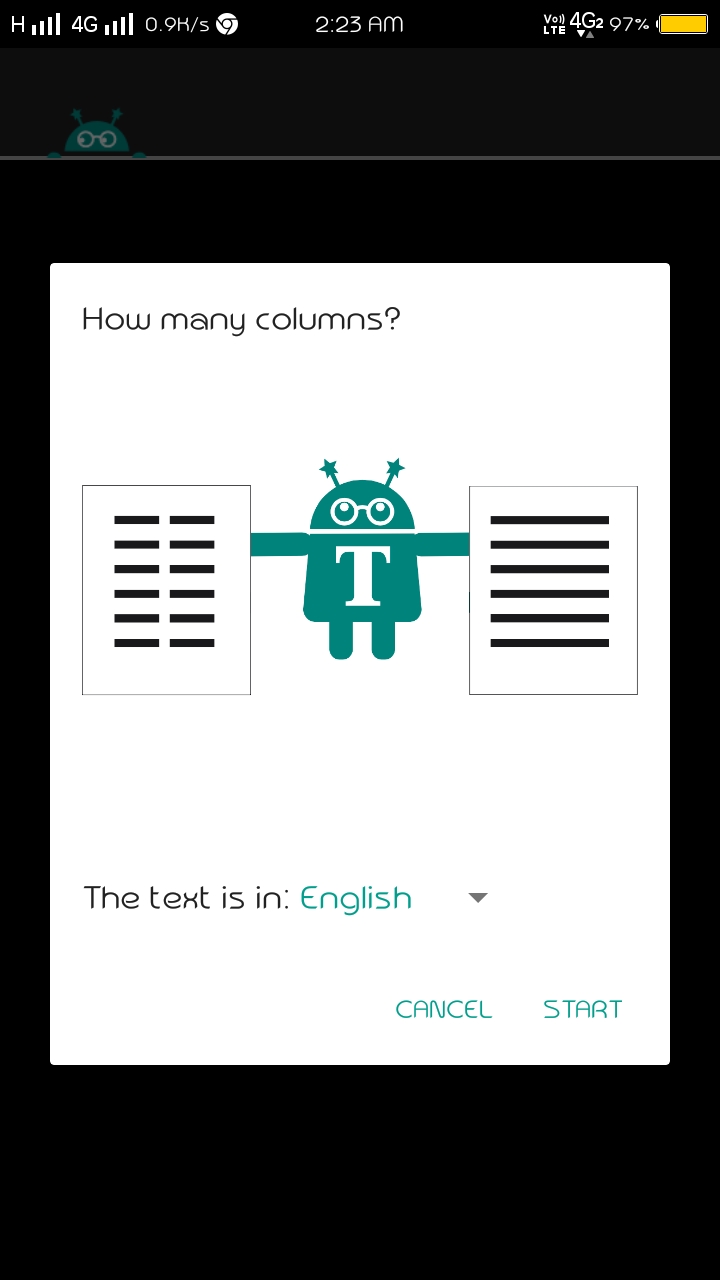 H 4G 0.9K/s 2:23 AM Vo)) LTE 4G2 97%
How many columns?
T
The text is in: English
CANCEL START